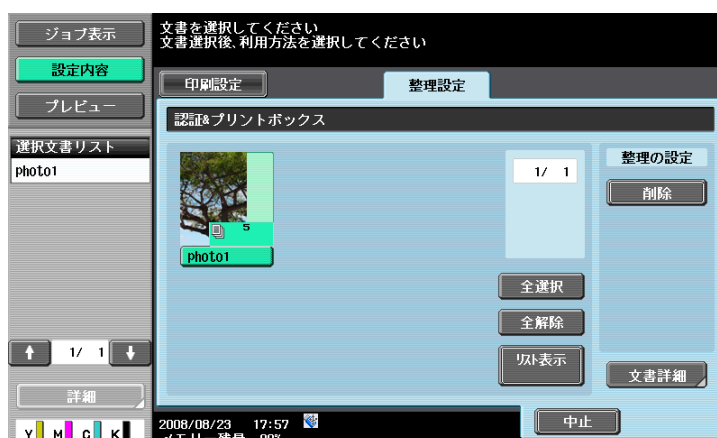 ジョブ表示
設定内容
プレビュー
選択文書リスト
photo1
1/ 1
詳細
Y M C K
文書を選択してください
文書選択後、利用方法を選択してください
印刷設定
整理設定
認証&プリントボックス
5
photo1
1/ 1
全選択
全解除
リスト表示
整理の設定
削除
文書詳細
2008/08/23 17:57
中止